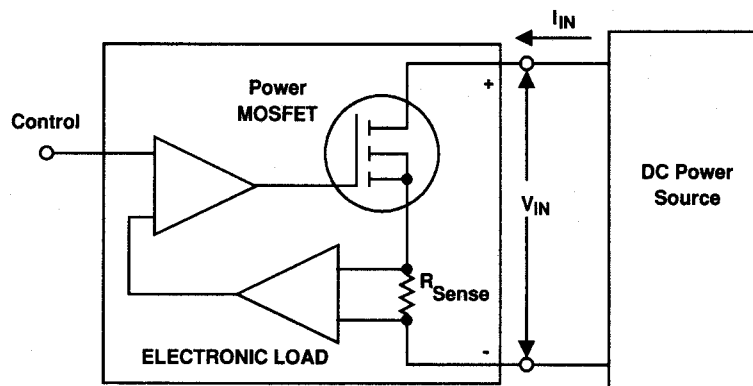 I_IN
Power
MOSFET
+
Control
DC Power
Source
V_IN
R_Sense
-
ELECTRONIC LOAD